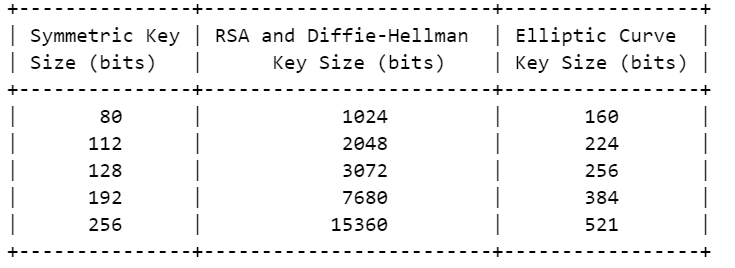 +---------------+-------------------------+-----------------+
| Symmetric Key | RSA and Diffie-Hellman  | Elliptic Curve  |
| Size (bits)   |     Key Size (bits)     | Key Size (bits) |
+---------------+-------------------------+-----------------+
|       80      |           1024          |       160       |
|      112      |           2048          |       224       |
|      128      |           3072          |       256       |
|      192      |           7680          |       384       |
|      256      |          15360          |       521       |
+---------------+-------------------------+-----------------+